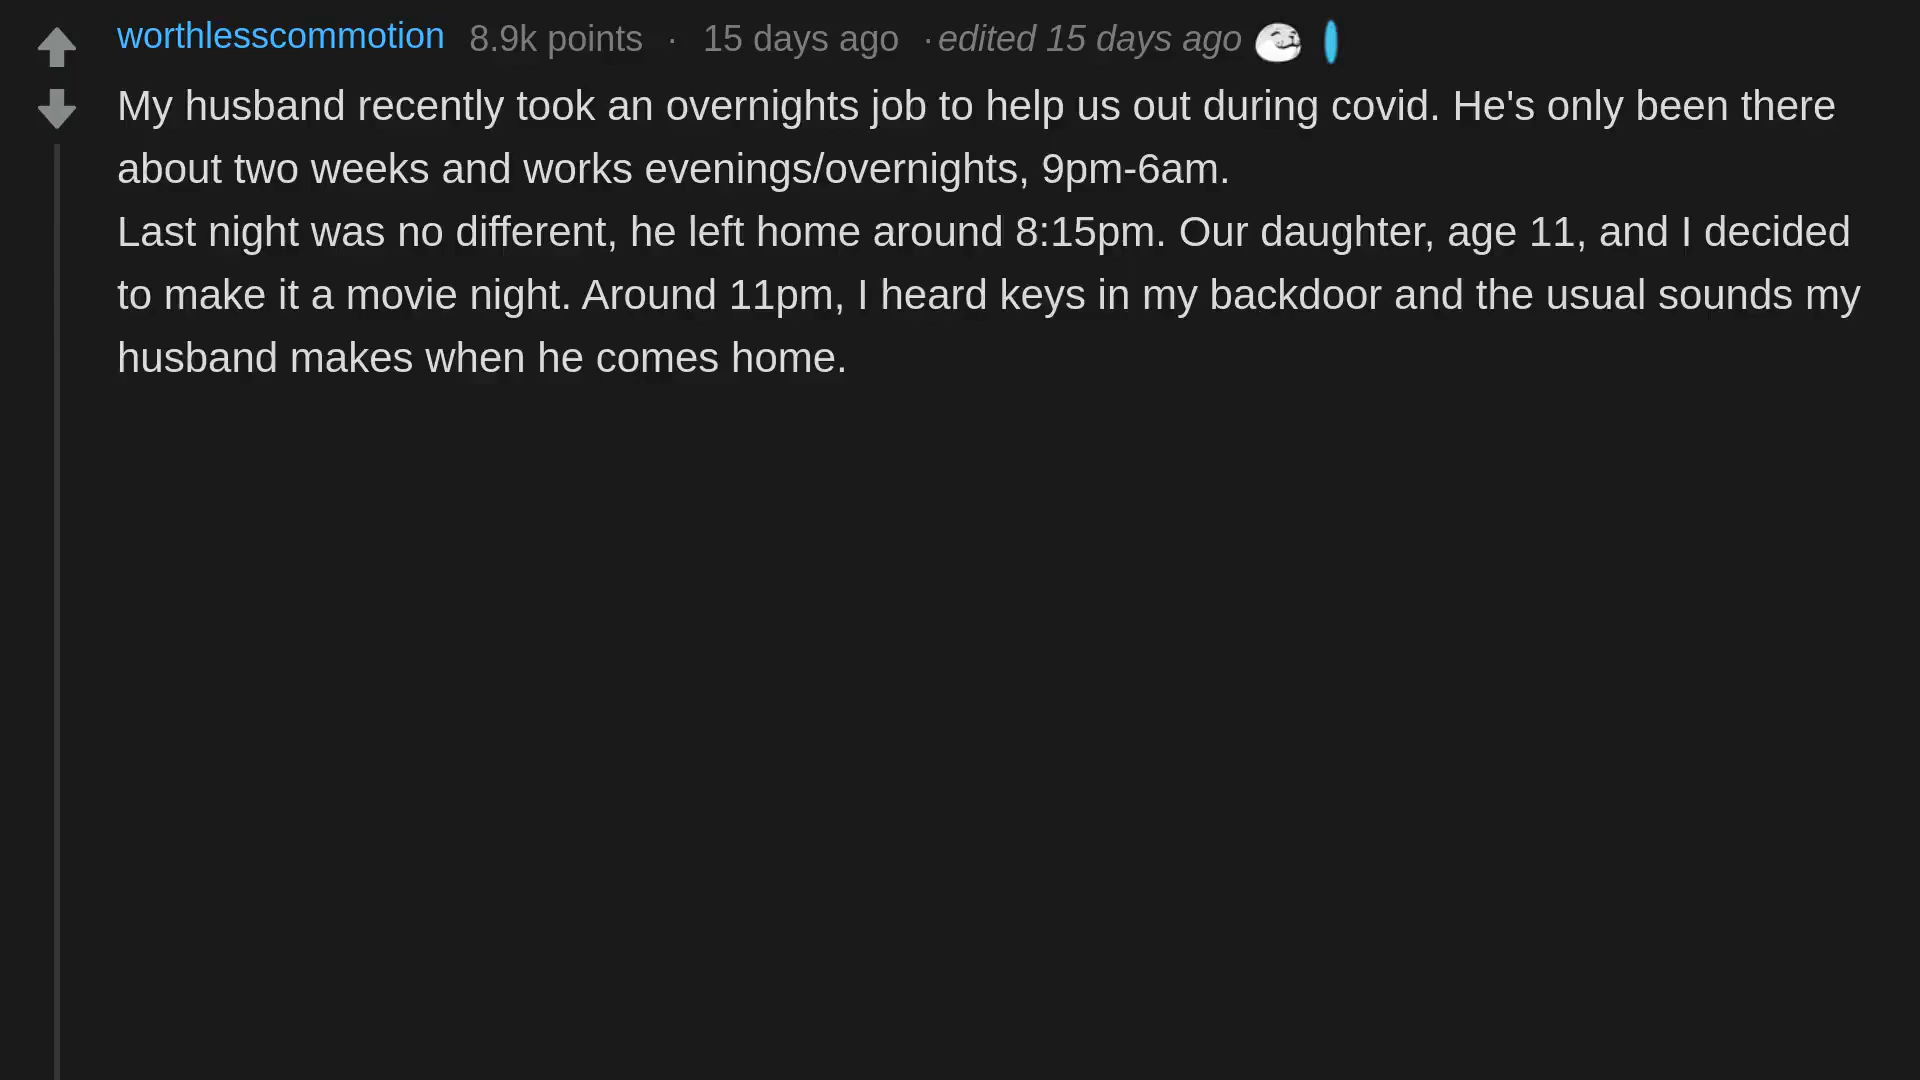 worthlesscommotion 8.9k points · 15 days ago · edited 15 days ago
My husband recently took an overnights job to help us out during covid. He's only been there
about two weeks and works evenings/overnights, 9pm-6am.
Last night was no different, he left home around 8:15pm. Our daughter, age 11, and I decided
to make it a movie night. Around 11pm, I heard keys in my backdoor and the usual sounds my
husband makes when he comes home.